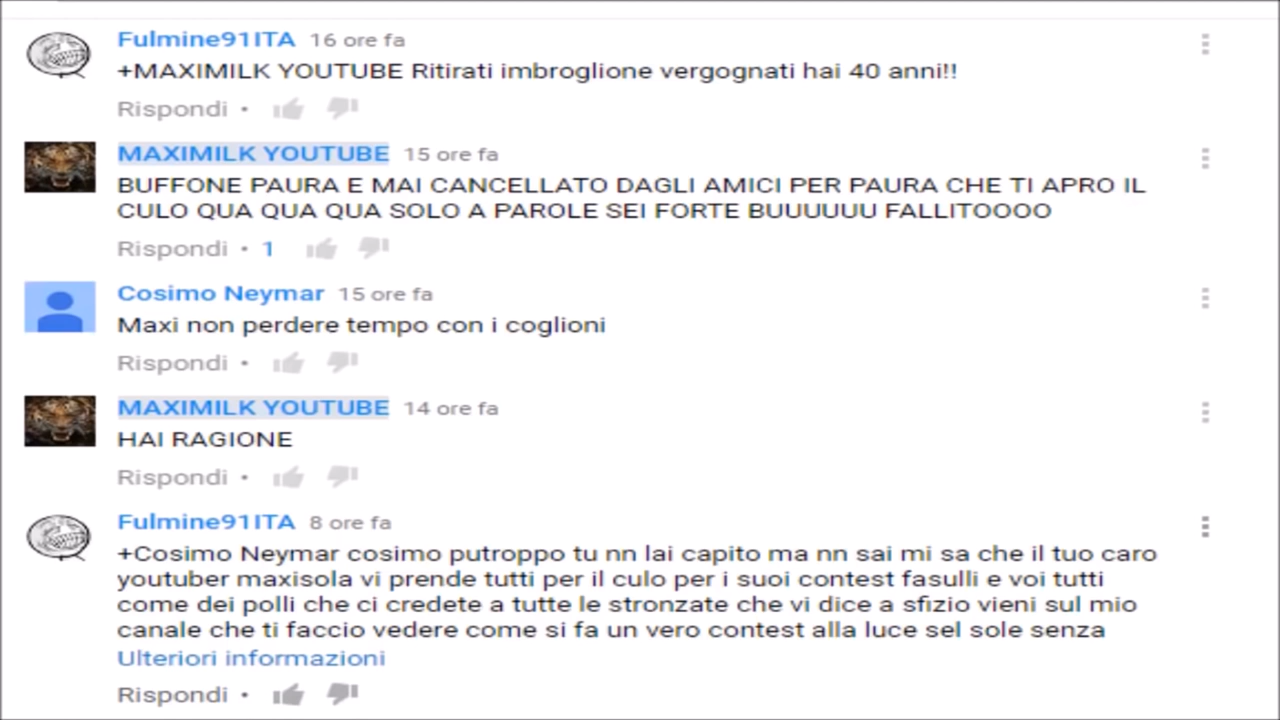 Fulmine91ITA 16 ore fa
+MAXIMILK YOUTUBE Ritirati imbroglione vergognati hai 40 anni!!
Rispondi •
MAXIMILK YOUTUBE 15 ore fa
BUFFONE PAURA E MAI CANCELLATO DAGLI AMICI PER PAURA CHE TI APRO IL
CULO QUA QUA QUA SOLO A PAROLE SEI FORTE BUUUUUU FALLITOOOO
Rispondi • 1
Cosimo Neymar 15 ore fa
Maxi non perdere tempo con i coglioni
Rispondi •
MAXIMILK YOUTUBE 14 ore fa
HAI RAGIONE
Rispondi •
Fulmine91ITA 8 ore fa
+Cosimo Neymar cosimo putroppo tu nn lai capito ma nn sai mi sa che il tuo caro
youtuber maxisola vi prende tutti per il culo per i suoi contest fasulli e voi tutti
come dei polli che ci credete a tutte le stronzate che vi dice a sfizio vieni sul mio
canale che ti faccio vedere come si fa un vero contest alla luce sel sole senza
Ulteriori informazioni
Rispondi •